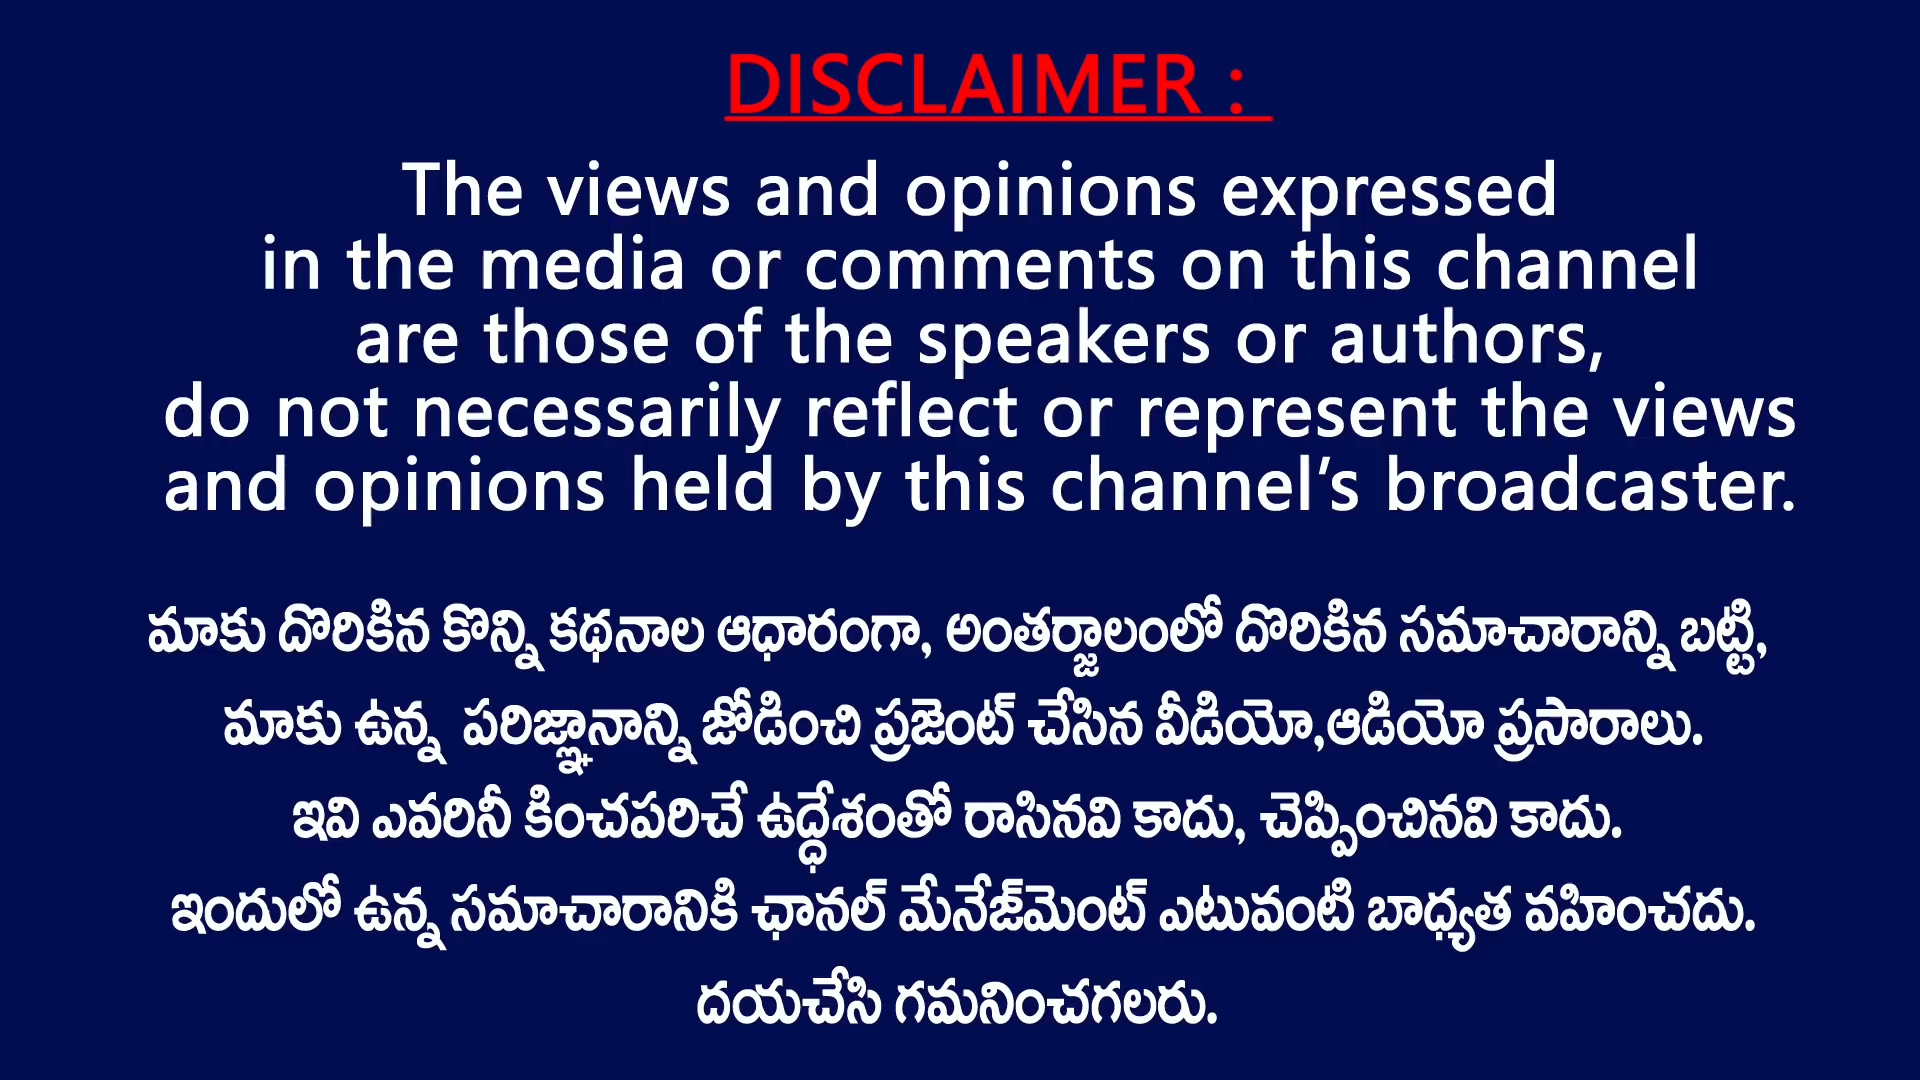 DISCLAIMER :
The views and opinions expressed
in the media or comments on this channel
are those of the speakers or authors,
do not necessarily reflect or represent the views
and opinions held by this channel’s broadcaster.
మాకు దొరికిన కొన్ని కథనాల ఆధారంగా, అంతర్జాలంలో దొరికిన సమాచారాన్ని బట్టి,
మాకు ఉన్న పరిజ్ఞానాన్ని జోడించి ప్రజెంట్ చేసిన వీడియో,ఆడియో ప్రసారాలు.
ఇవి ఎవరినీ కించపరిచే ఉద్ధేశంతో రాసినవి కాదు, చెప్పించినవి కాదు.
ఇందులో ఉన్న సమాచారానికి ఛానల్ మేనేజ్‌మెంట్ ఎటువంటి బాధ్యత వహించదు.
దయచేసి గమనించగలరు.